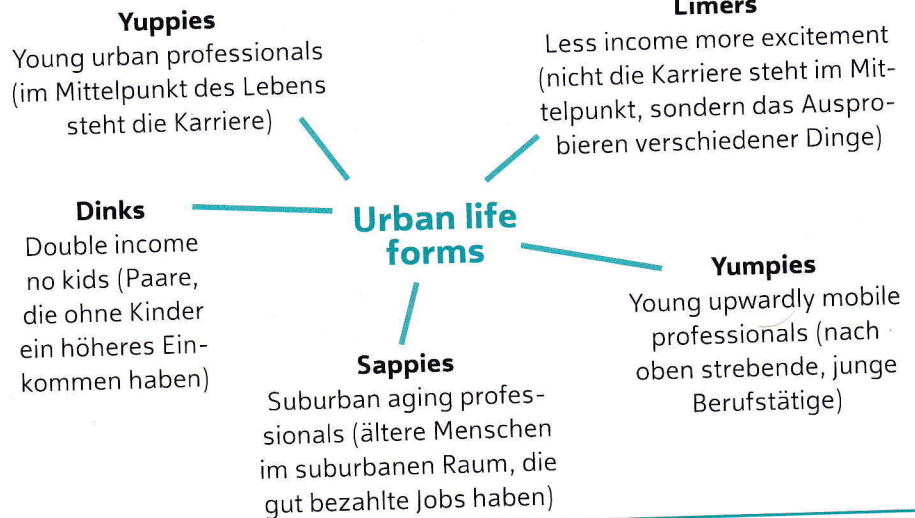 Yuppies
Young urban professionals
(im Mittelpunkt des Lebens
steht die Karriere)
Limers
Less income more excitement
(nicht die Karriere steht im Mit-
telpunkt, sondern das Auspro-
bieren verschiedener Dinge)
Urban life
forms
Dinks
Double income
no kids (Paare,
die ohne Kinder
ein höheres Ein-
kommen haben)
Sappies
Suburban aging profes-
sionals (ältere Menschen
im suburbanen Raum, die
gut bezahlte Jobs haben)
Yumpies
Young upwardly mobile
professionals (nach
oben strebende, junge
Berufstätige)